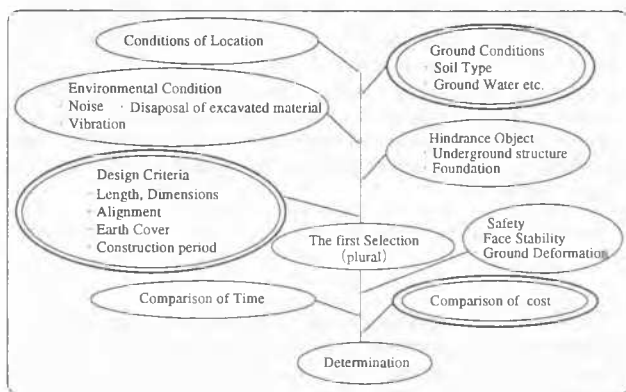 Conditions of Location
Ground Conditions
· Soil Type
· Ground Water etc.
Environmental Condition
· Noise · Disaposal of excavated material
· Vibration
Hindrance Object
· Underground structure
· Foundation
Design Criteria
· Length, Dimensions
· Alignment
· Earth Cover
· Construction period
The first Selection
(plural)
Safety
Face Stability
Ground Deformation
Comparison of Time
Comparison of cost
Determination